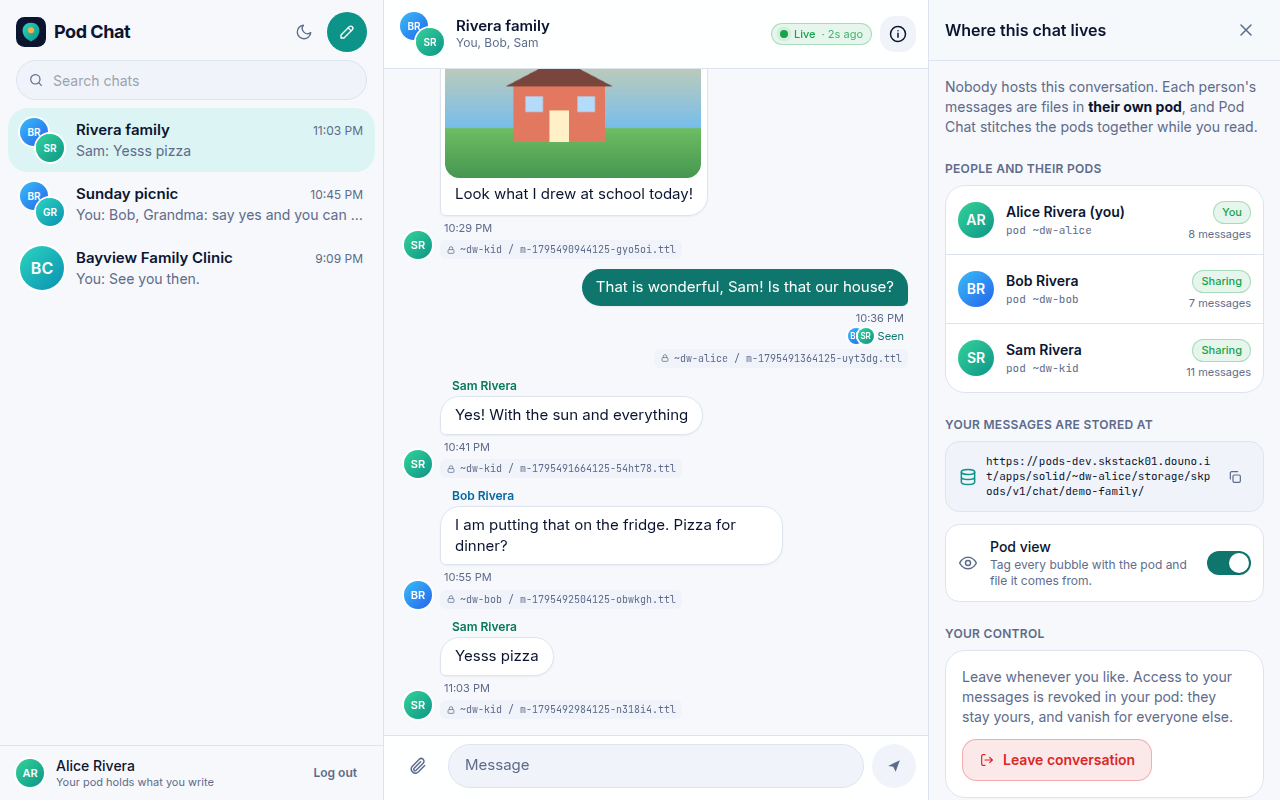 Pod Chat
Search chats
BR
SR
Rivera family
11:03 PM
Sam: Yesss pizza
BR
GR
Sunday picnic
10:45 PM
You: Bob, Grandma: say yes and you can ...
BC
Bayview Family Clinic
9:09 PM
You: See you then.
AR
Alice Rivera
Your pod holds what you write
Log out
BR
SR
Rivera family
You, Bob, Sam
Live · 2s ago
Look what I drew at school today!
10:29 PM
SR
~dw-kid / m-1795490944125-gyo5oi.ttl
That is wonderful, Sam! Is that our house?
10:36 PM
SR
Seen
~dw-alice / m-1795491364125-uyt3dg.ttl
Sam Rivera
Yes! With the sun and everything
10:41 PM
SR
~dw-kid / m-1795491664125-54ht78.ttl
Bob Rivera
I am putting that on the fridge. Pizza for
dinner?
10:55 PM
BR
~dw-bob / m-1795492504125-obwkgh.ttl
Sam Rivera
Yesss pizza
11:03 PM
SR
~dw-kid / m-1795492984125-n318i4.ttl
Message
Where this chat lives
Nobody hosts this conversation. Each person's
messages are files in their own pod, and Pod
Chat stitches the pods together while you read.
PEOPLE AND THEIR PODS
AR
Alice Rivera (you)
pod ~dw-alice
You
8 messages
BR
Bob Rivera
pod ~dw-bob
Sharing
7 messages
SR
Sam Rivera
pod ~dw-kid
Sharing
11 messages
YOUR MESSAGES ARE STORED AT
https://pods-dev.skstack01.douno.i
t/apps/solid/~dw-alice/storage/skp
ods/v1/chat/demo-family/
Pod view
Tag every bubble with the pod and
file it comes from.
YOUR CONTROL
Leave whenever you like. Access to your
messages is revoked in your pod: they
stay yours, and vanish for everyone else.
Leave conversation